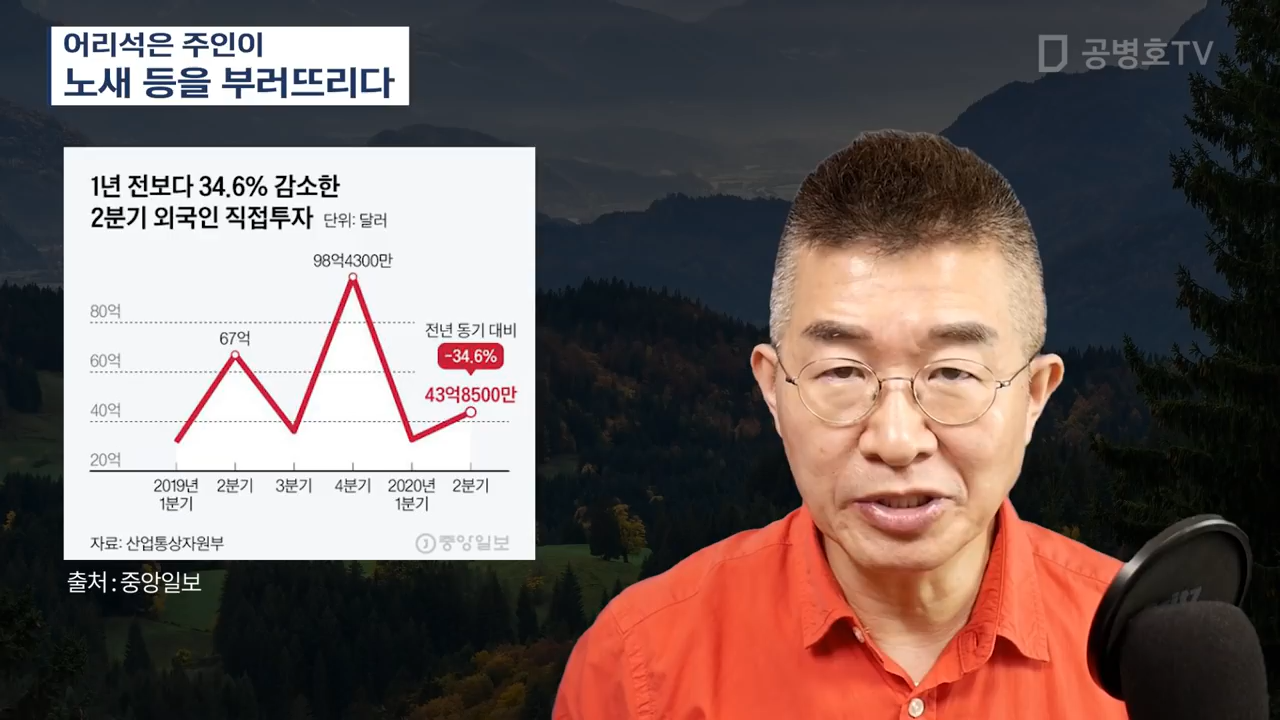 어리석은 주인이
노새 등을 부러뜨리다
공병호TV
1년 전보다 34.6% 감소한
2분기 외국인 직접투자 단위: 달러
98억4300만
80억
67억
전년 동기 대비
-34.6%
60억
43억8500만
40억
20억
2019년 1분기
2분기
3분기
4분기
2020년 1분기
2분기
자료: 산업통상자원부
중앙일보
출처 : 중앙일보